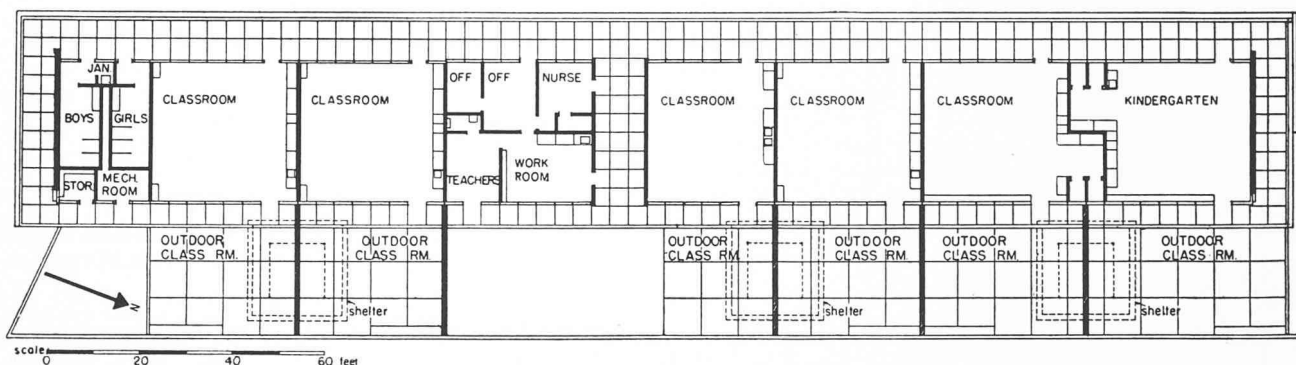 JAN.
BOYS
GIRLS
STOR.
MECH.
ROOM
CLASSROOM
CLASSROOM
OFF
OFF
NURSE
TEACHERS
WORK
ROOM
CLASSROOM
CLASSROOM
CLASSROOM
KINDERGARTEN
OUTDOOR
CLASS RM.
OUTDOOR
CLASS RM.
OUTDOOR
CLASS RM.
OUTDOOR
CLASS RM.
OUTDOOR
CLASS RM.
OUTDOOR
CLASS RM.
shelter
shelter
shelter
N
scale
0 20 40 60 feet